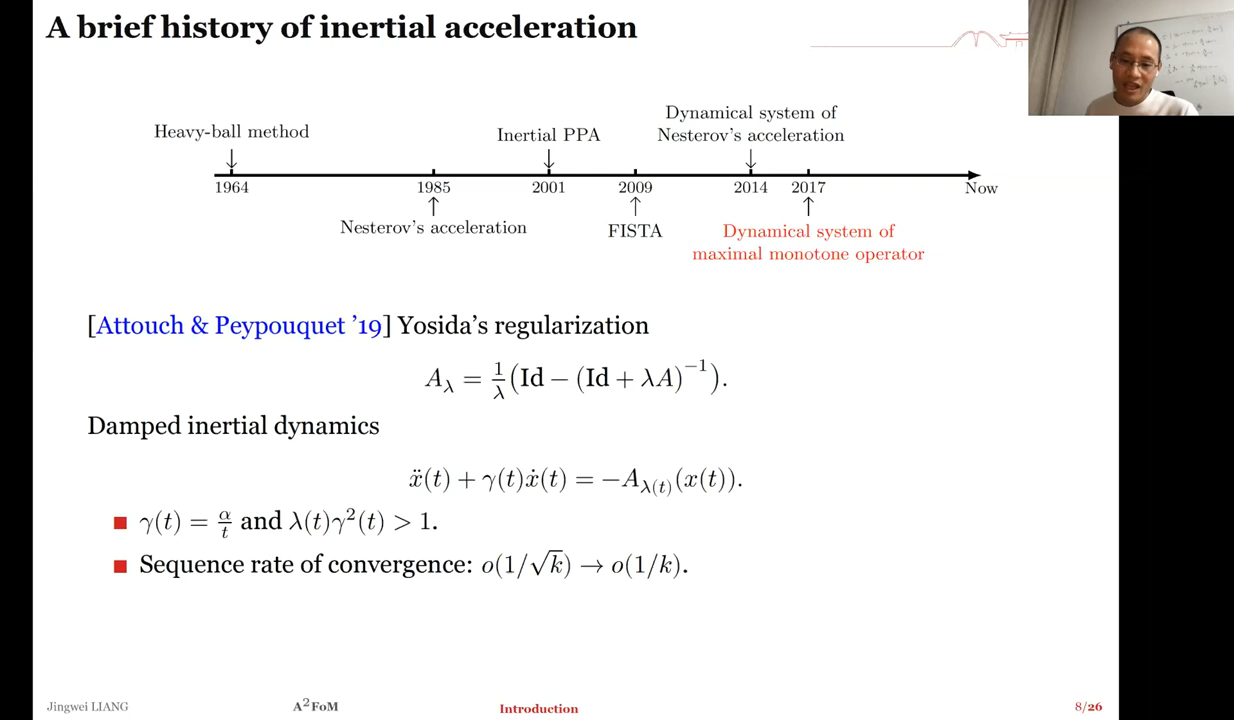 A brief history of inertial acceleration
Dynamical system of
Heavy-ball method Inertial PPA Nesterov's acceleration
1964 1985 2001 2009 2014 2017 Now
Nesterov's acceleration FISTA Dynamical system of
maximal monotone operator
[Attouch & Peypouquet '19] Yosida's regularization
A_λ = 1/λ (Id − (Id + λA)^{−1}).
Damped inertial dynamics
ẍ(t) + γ(t)ẋ(t) = −A_{λ(t)}(x(t)).
■ γ(t) = α/t and λ(t)γ²(t) > 1.
■ Sequence rate of convergence: o(1/√k) → o(1/k).
Jingwei LIANG A²FoM Introduction 8/26